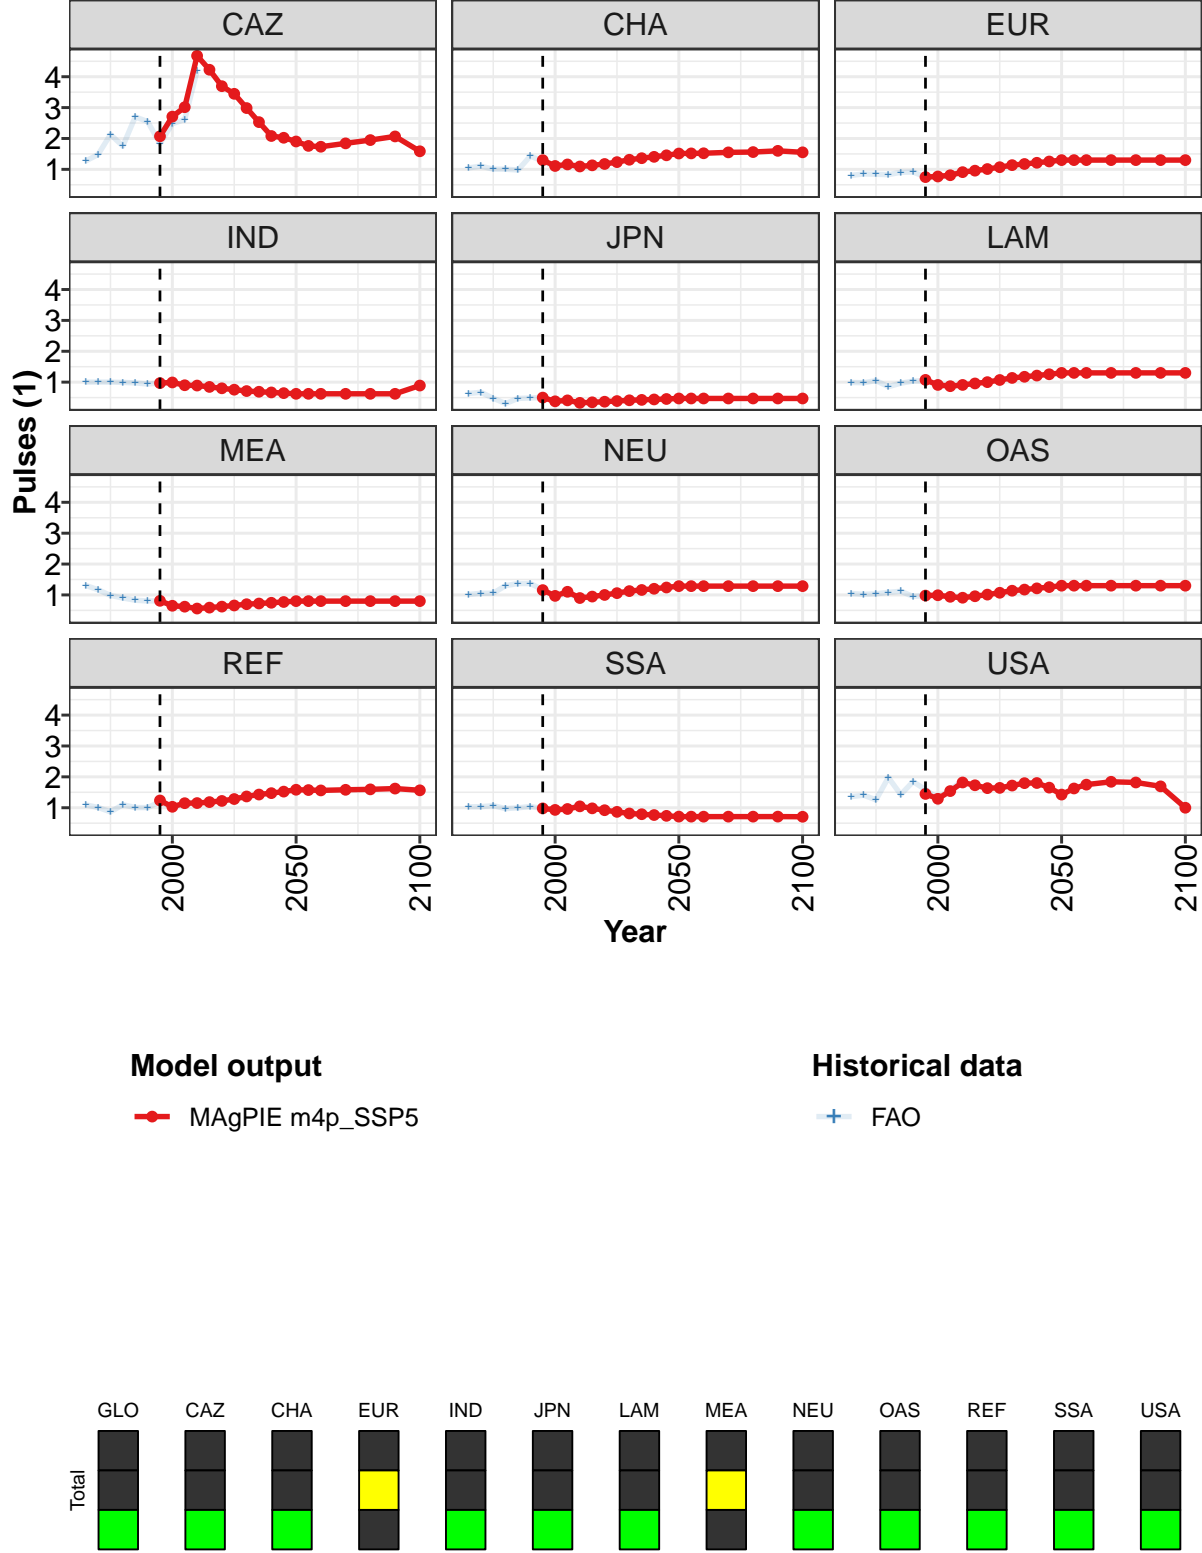 CAZ CHA EUR
4
3
2
1
IND JPN LAM
4
3
2
1
MEA NEU OAS
4
3
2
1
REF SSA USA
4
3
2
1
Pulses (1)
2000 2050 2100 2000 2050 2100 2000 2050 2100
Year
Model output Historical data
MAgPIE m4p_SSP5 FAO
GLO CAZ CHA EUR IND JPN LAM MEA NEU OAS REF SSA USA
Total